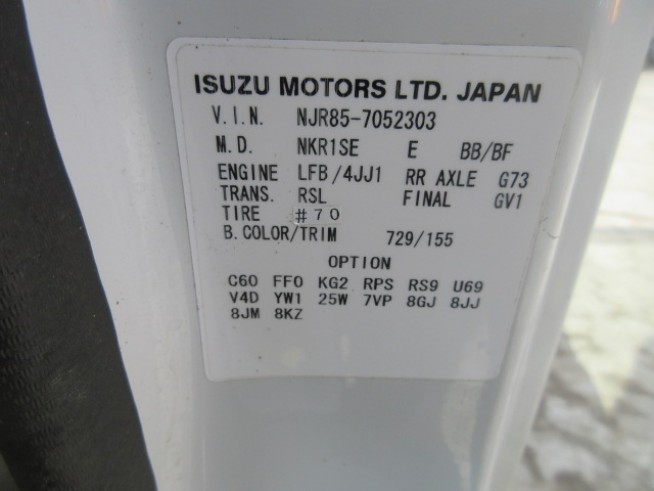 ISUZU MOTORS LTD. JAPAN
V.I.N. NJR85-7052303
M.D. NKR1SE E BB/BF
ENGINE LFB/4JJ1 RR AXLE G73
TRANS. RSL FINAL GV1
TIRE #70
B.COLOR/TRIM 729/155
OPTION
C60 FF0 KG2 RPS RS9 U69
V4D YW1 25W 7VP 8GJ 8JJ
8JM 8KZ